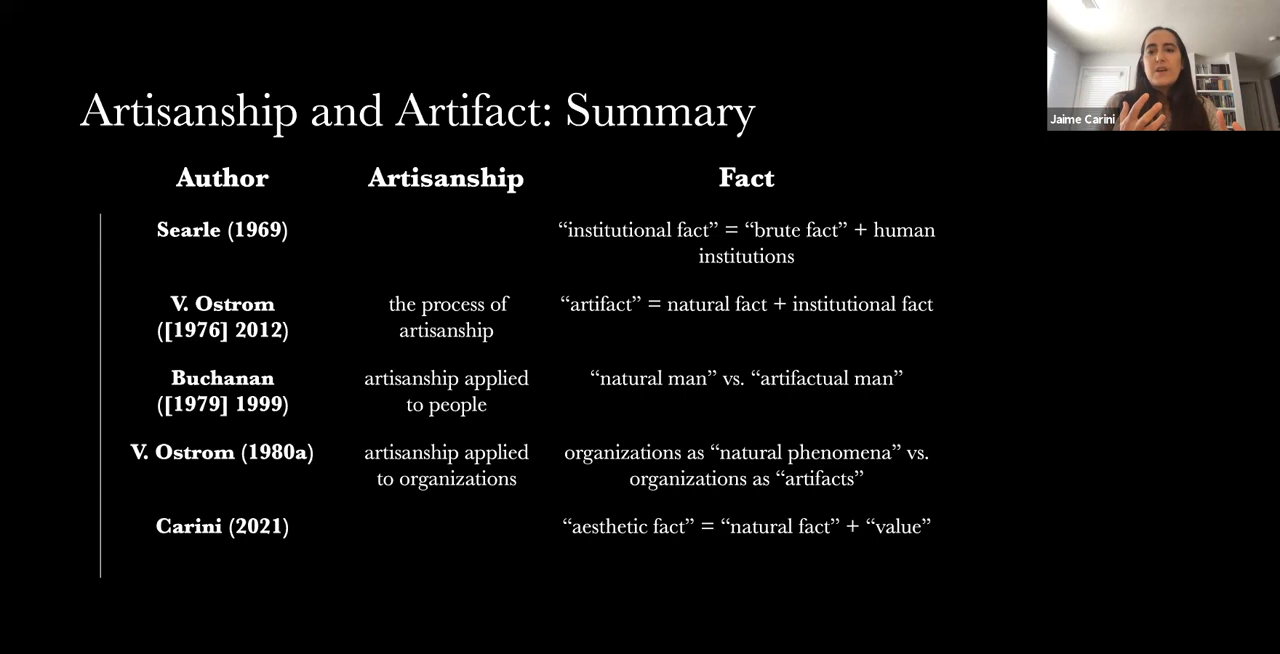 Jaime Carini
Artisanship and Artifact: Summary
Author Artisanship Fact
Searle (1969) “institutional fact” = “brute fact” + human
institutions
V. Ostrom the process of “artifact” = natural fact + institutional fact
([1976] 2012) artisanship
Buchanan artisanship applied “natural man” vs. “artifactual man”
([1979] 1999) to people
V. Ostrom (1980a) artisanship applied organizations as “natural phenomena” vs.
to organizations organizations as “artifacts”
Carini (2021) “aesthetic fact” = “natural fact” + “value”